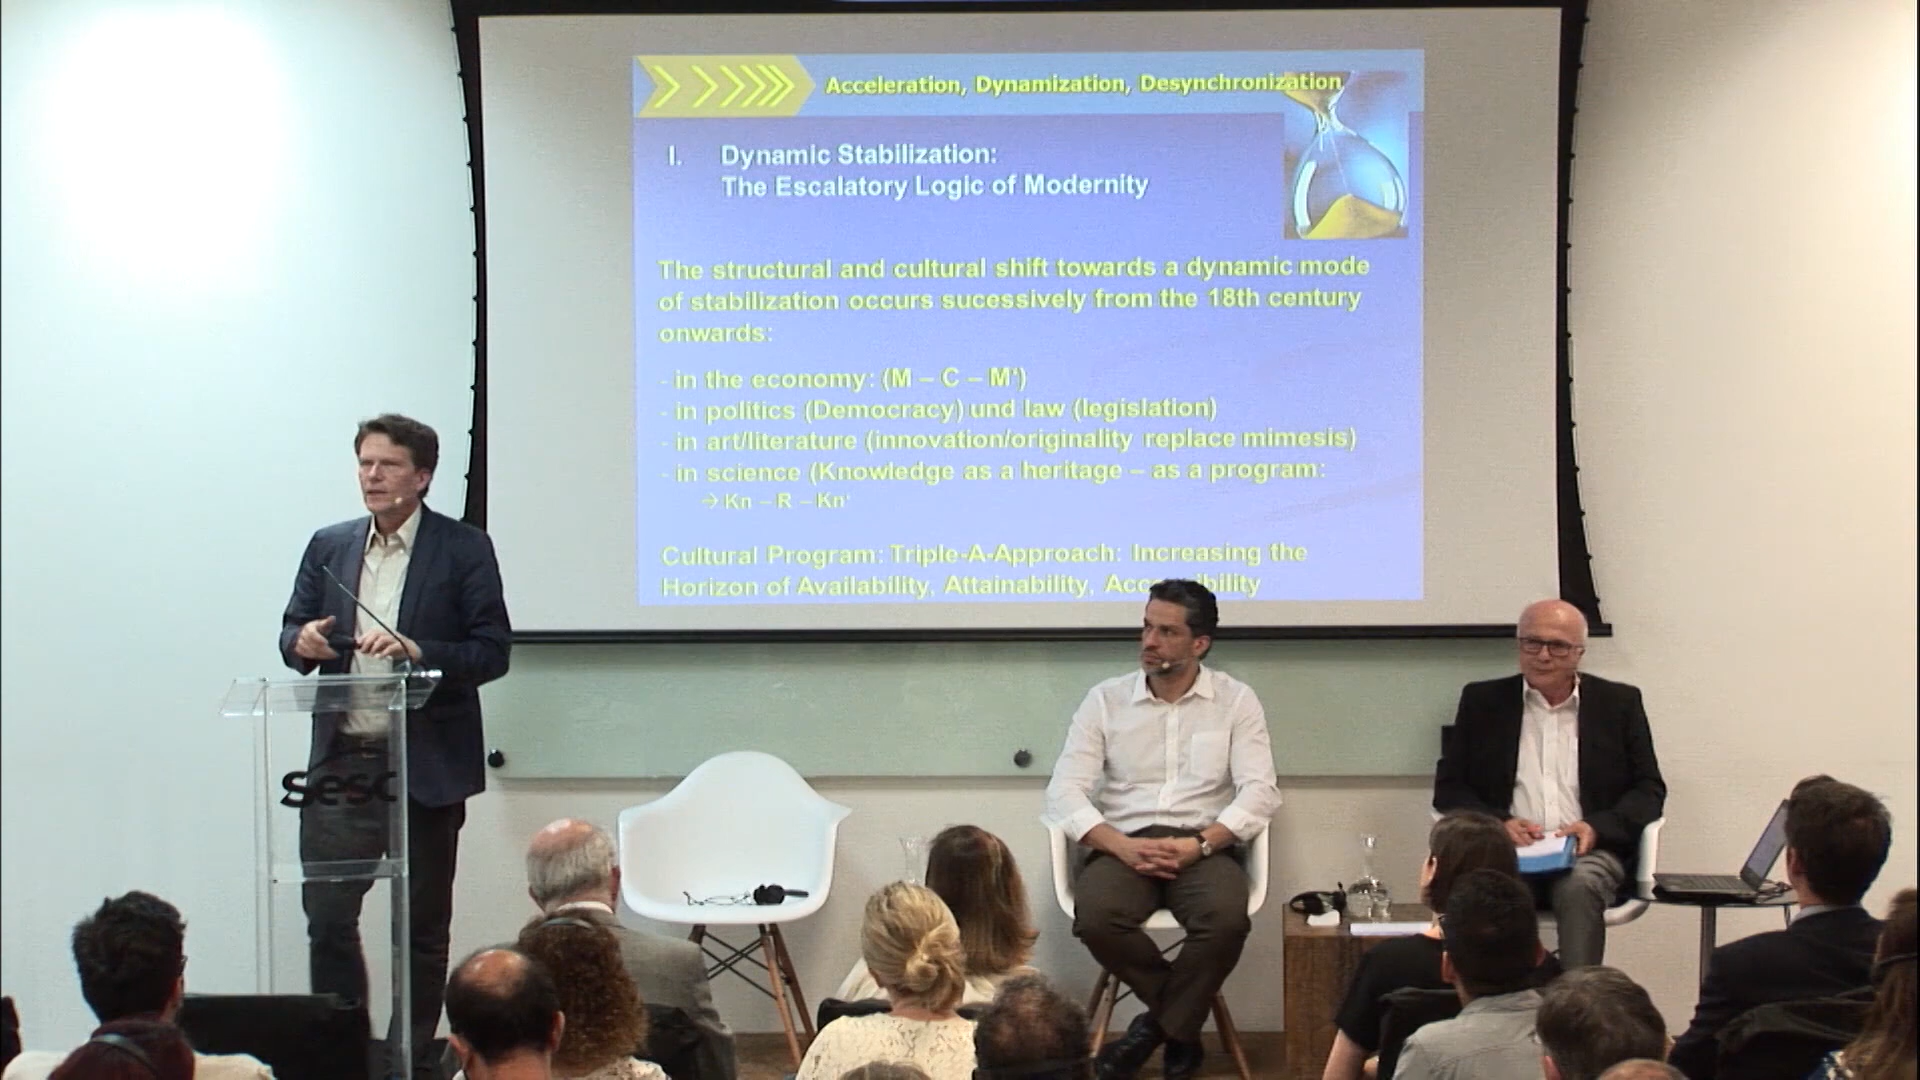 Acceleration, Dynamization, Desynchronization
I. Dynamic Stabilization:
The Escalatory Logic of Modernity
The structural and cultural shift towards a dynamic mode
of stabilization occurs sucessively from the 18th century
onwards:
- in the economy: (M – C – M‘)
- in politics (Democracy) und law (legislation)
- in art/literature (innovation/originality replace mimesis)
- in science (Knowledge as a heritage – as a program:
→ Kn – R – Kn‘
Cultural Program: Triple-A-Approach: Increasing the
Horizon of Availability, Attainability,
sesc